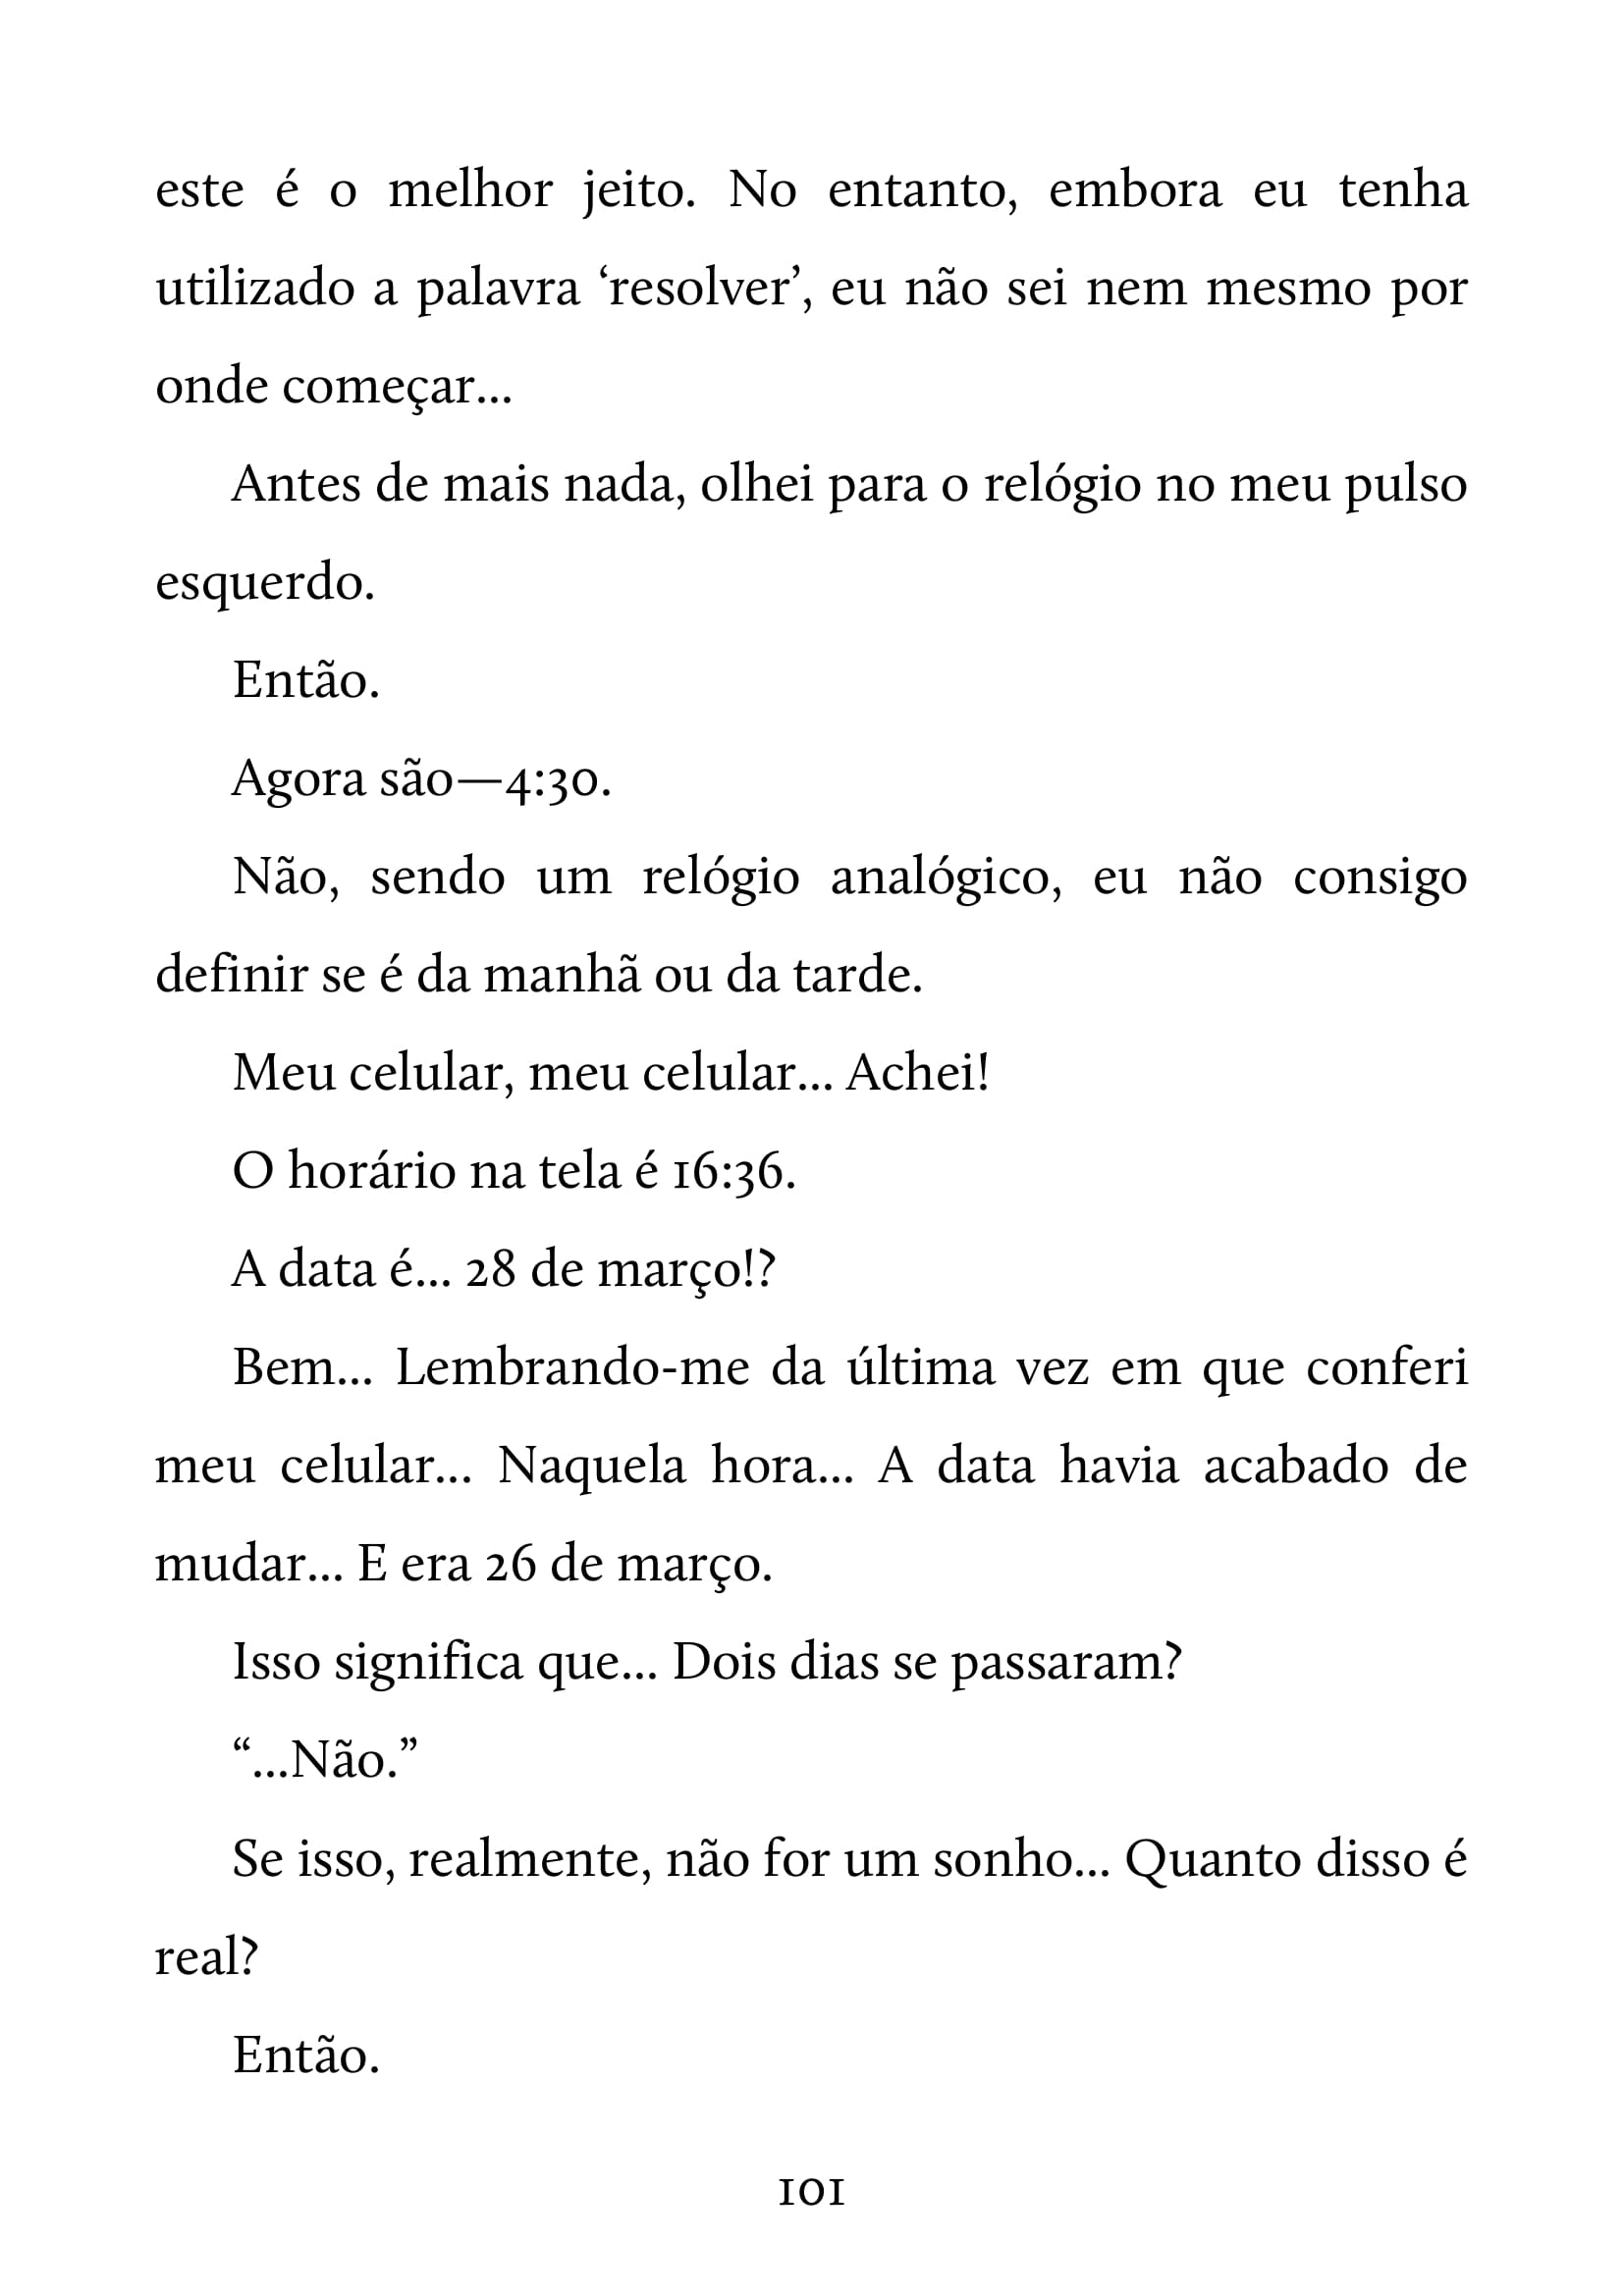 este é o melhor jeito. No entanto, embora eu tenha
utilizado a palavra ‘resolver’, eu não sei nem mesmo por
onde começar...
Antes de mais nada, olhei para o relógio no meu pulso
esquerdo.
Então.
Agora são—4:30.
Não, sendo um relógio analógico, eu não consigo
definir se é da manhã ou da tarde.
Meu celular, meu celular... Achei!
O horário na tela é 16:36.
A data é... 28 de março!?
Bem... Lembrando-me da última vez em que conferi
meu celular... Naquela hora... A data havia acabado de
mudar... E era 26 de março.
Isso significa que... Dois dias se passaram?
“...Não.”
Se isso, realmente, não for um sonho... Quanto disso é
real?
Então.
101